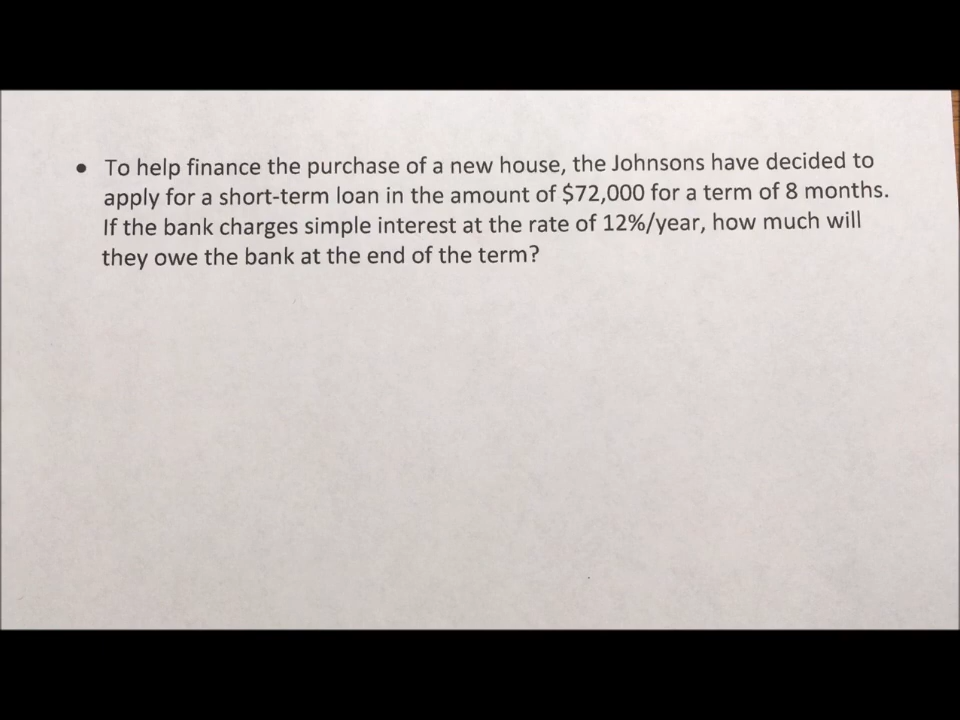 • To help finance the purchase of a new house, the Johnsons have decided to
apply for a short-term loan in the amount of $72,000 for a term of 8 months.
If the bank charges simple interest at the rate of 12%/year, how much will
they owe the bank at the end of the term?